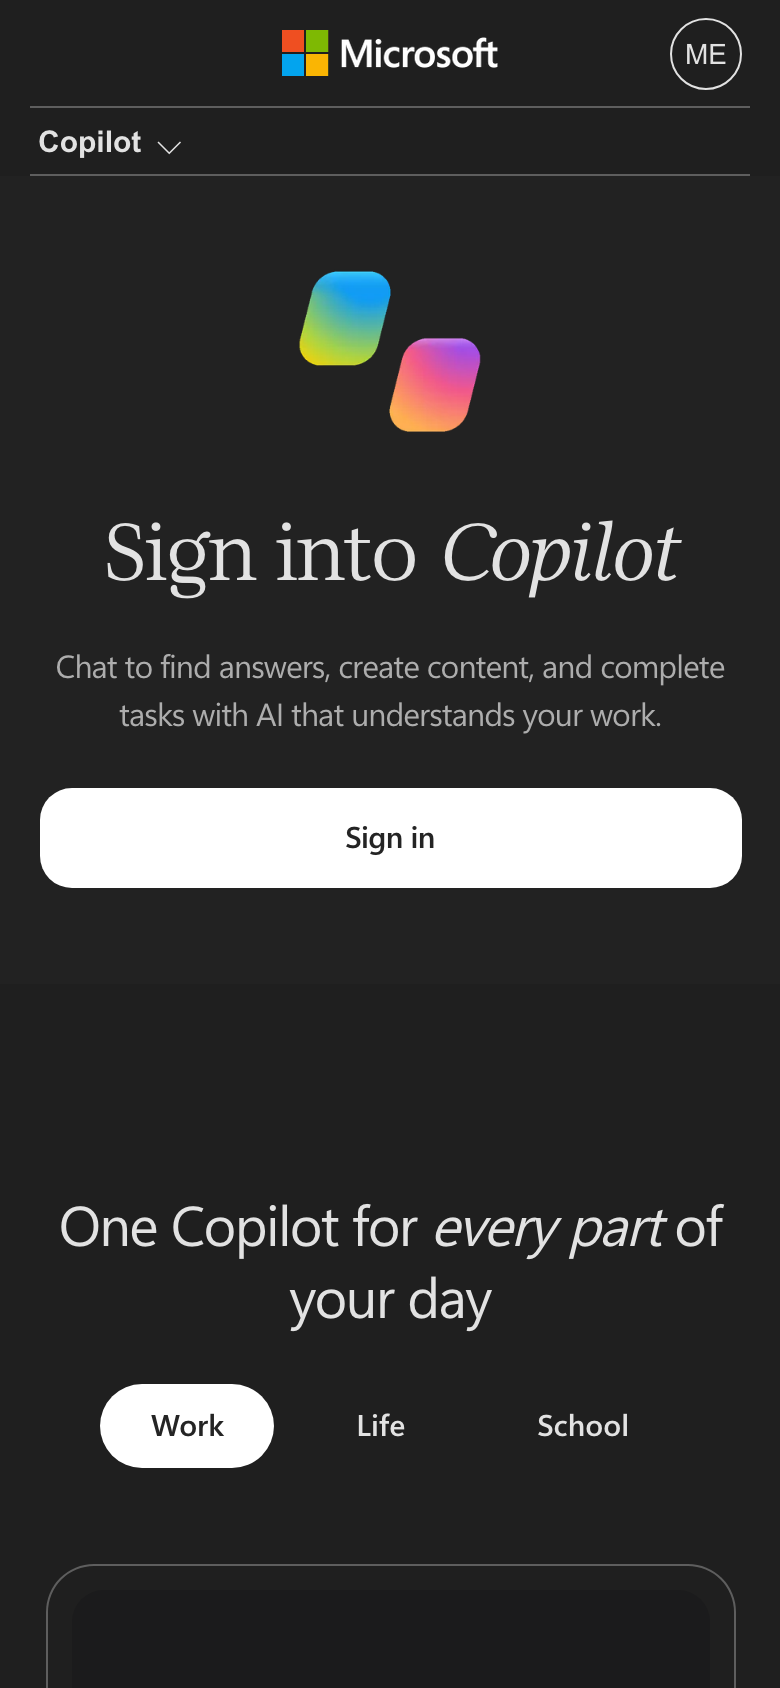 Microsoft
ME
Copilot
Sign into Copilot
Chat to find answers, create content, and complete
tasks with AI that understands your work.
Sign in
One Copilot for every part of
your day
Work
Life
School